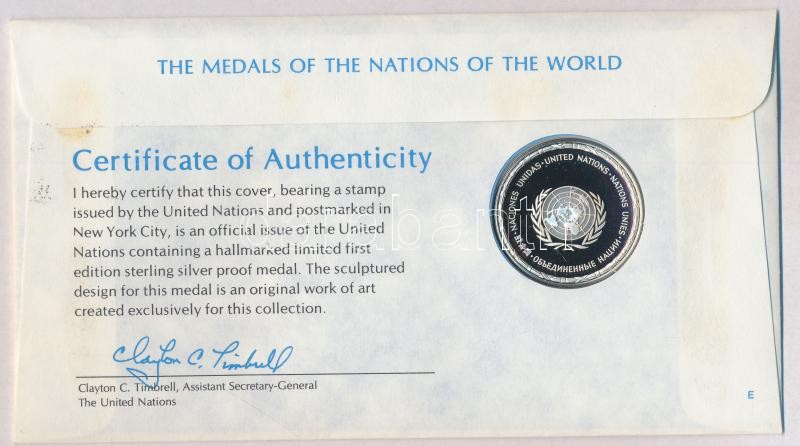 THE MEDALS OF THE NATIONS OF THE WORLD
Certificate of Authenticity
I hereby certify that this cover, bearing a stamp
issued by the United Nations and postmarked in
New York City, is an official issue of the United
Nations containing a hallmarked limited first
edition sterling silver proof medal. The sculptured
design for this medal is an original work of art
created exclusively for this collection.
NACIONES UNIDAS · UNITED NATIONS · NATIONS UNIES ·
· ОБЪЕДИНЕННЫЕ НАЦИИ ·
Clayton C. Timbrell
Clayton C. Timbrell, Assistant Secretary-General
The United Nations
E